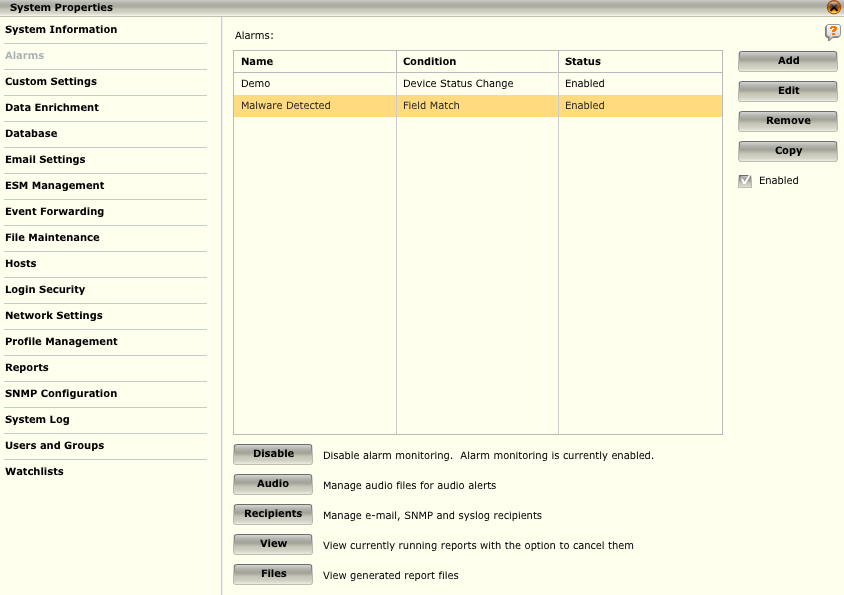 System Properties
System Information
Alarms
Custom Settings
Data Enrichment
Database
Email Settings
ESM Management
Event Forwarding
File Maintenance
Hosts
Login Security
Network Settings
Profile Management
Reports
SNMP Configuration
System Log
Users and Groups
Watchlists
Alarms:
Name Condition Status
Demo Device Status Change Enabled
Malware Detected Field Match Enabled
?
Add
Edit
Remove
Copy
Enabled
Disable Disable alarm monitoring. Alarm monitoring is currently enabled.
Audio Manage audio files for audio alerts
Recipients Manage e-mail, SNMP and syslog recipients
View View currently running reports with the option to cancel them
Files View generated report files